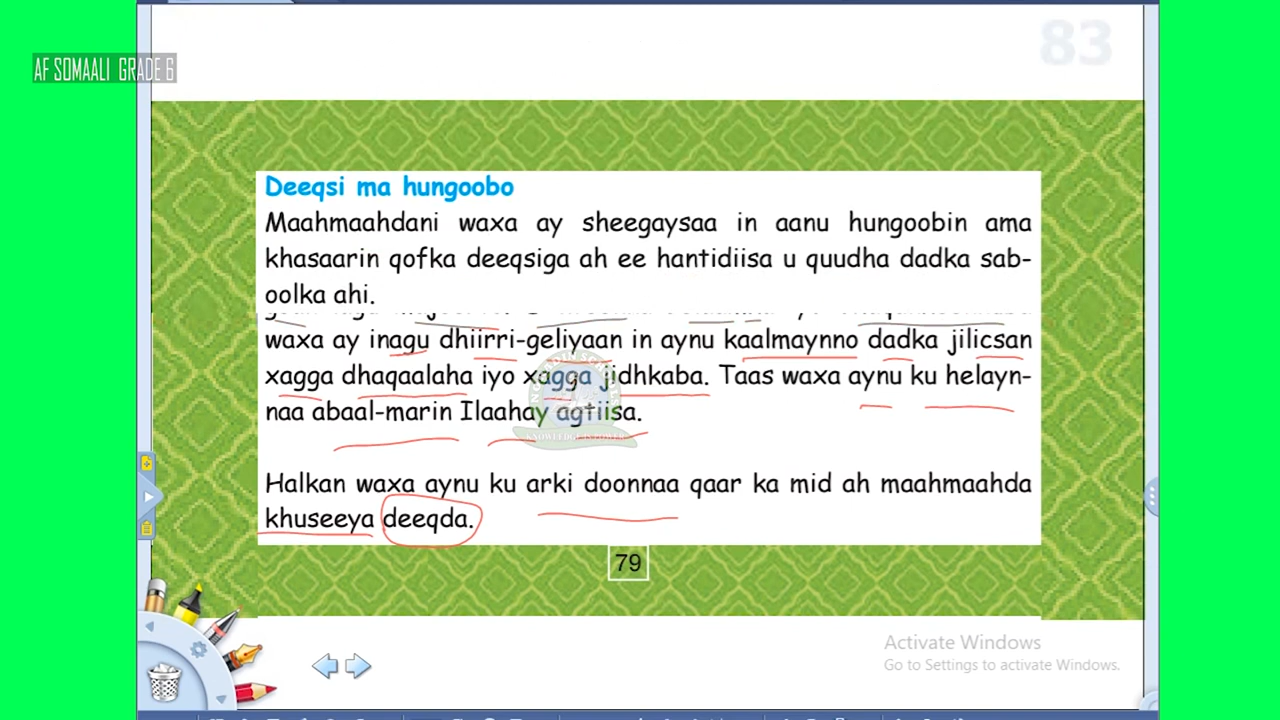 83
AF SOMAALI GRADE 6
Deeqsi ma hungoobo
Maahmaahdani waxa ay sheegaysaa in aanu hungoobin ama
khasaarin qofka deeqsiga ah ee hantidiisa u quudha dadka sab-
oolka ahi.
waxa ay inagu dhiirri-geliyaan in aynu kaalmaynno dadka jilicsan
xagga dhaqaalaha iyo xagga jidhkaba. Taas waxa aynu ku helayn-
naa abaal-marin Ilaahay agtiisa.
Halkan waxa aynu ku arki doonnaa qaar ka mid ah maahmaahda
khuseeya deeqda.
79
KNOWLEDGE IS POWER
Activate Windows
Go to Settings to activate Windows.